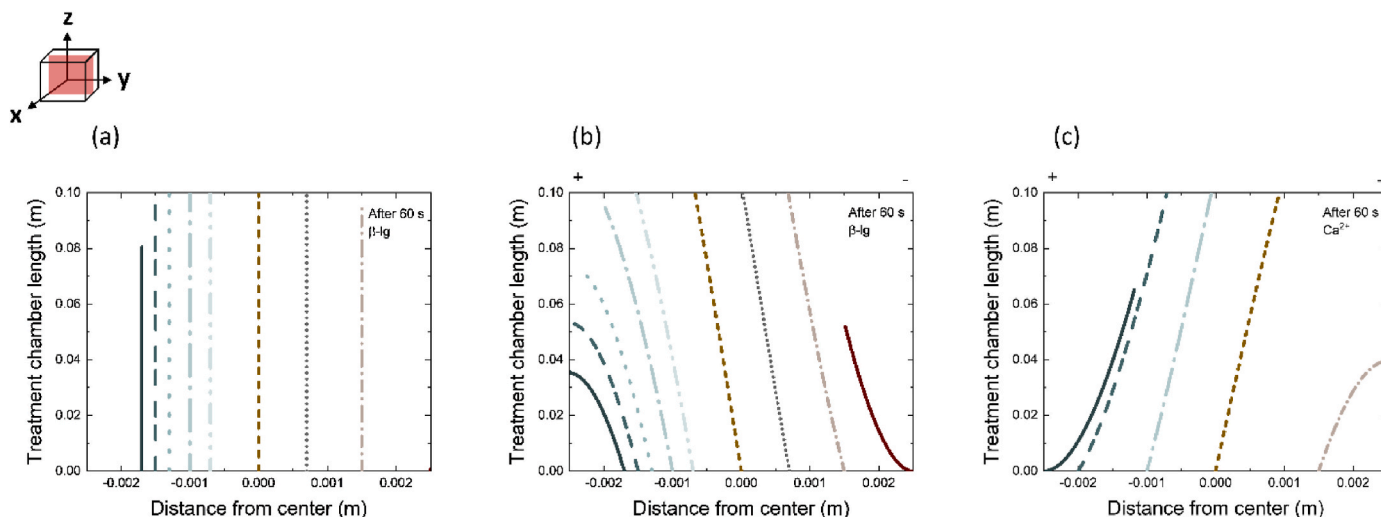 z
y
x
(a)
(b)
(c)
+
-
+
-
Treatment chamber length (m)
0.10
0.08
0.06
0.04
0.02
0.00
After 60 s
β-lg
-0.002
-0.001
0.000
0.001
0.002
Distance from center (m)
Treatment chamber length (m)
0.10
0.08
0.06
0.04
0.02
0.00
After 60 s
β-lg
-0.002
-0.001
0.000
0.001
0.002
Distance from center (m)
Treatment chamber length (m)
0.10
0.08
0.06
0.04
0.02
0.00
After 60 s
Ca²⁺
-0.002
-0.001
0.000
0.001
0.002
Distance from center (m)